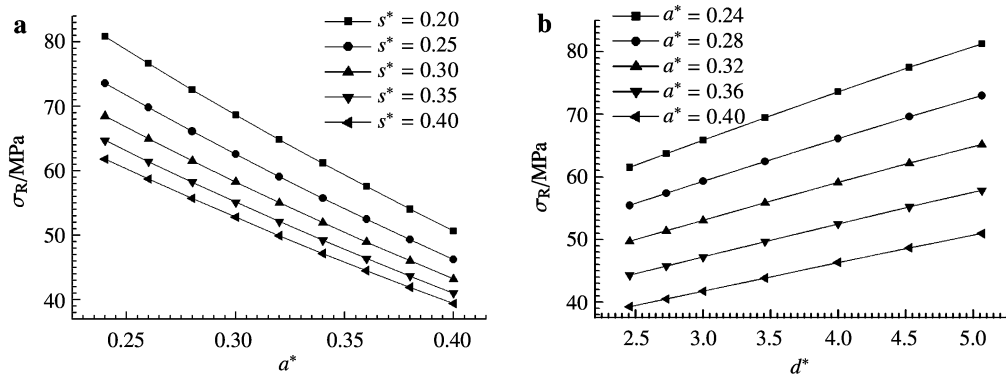 a
s* = 0.20
s* = 0.25
s* = 0.30
s* = 0.35
s* = 0.40
80
70
60
50
40
σR/MPa
0.25 0.30 0.35 0.40
a*
b
a* = 0.24
a* = 0.28
a* = 0.32
a* = 0.36
a* = 0.40
80
70
60
50
40
σR/MPa
2.5 3.0 3.5 4.0 4.5 5.0
d*